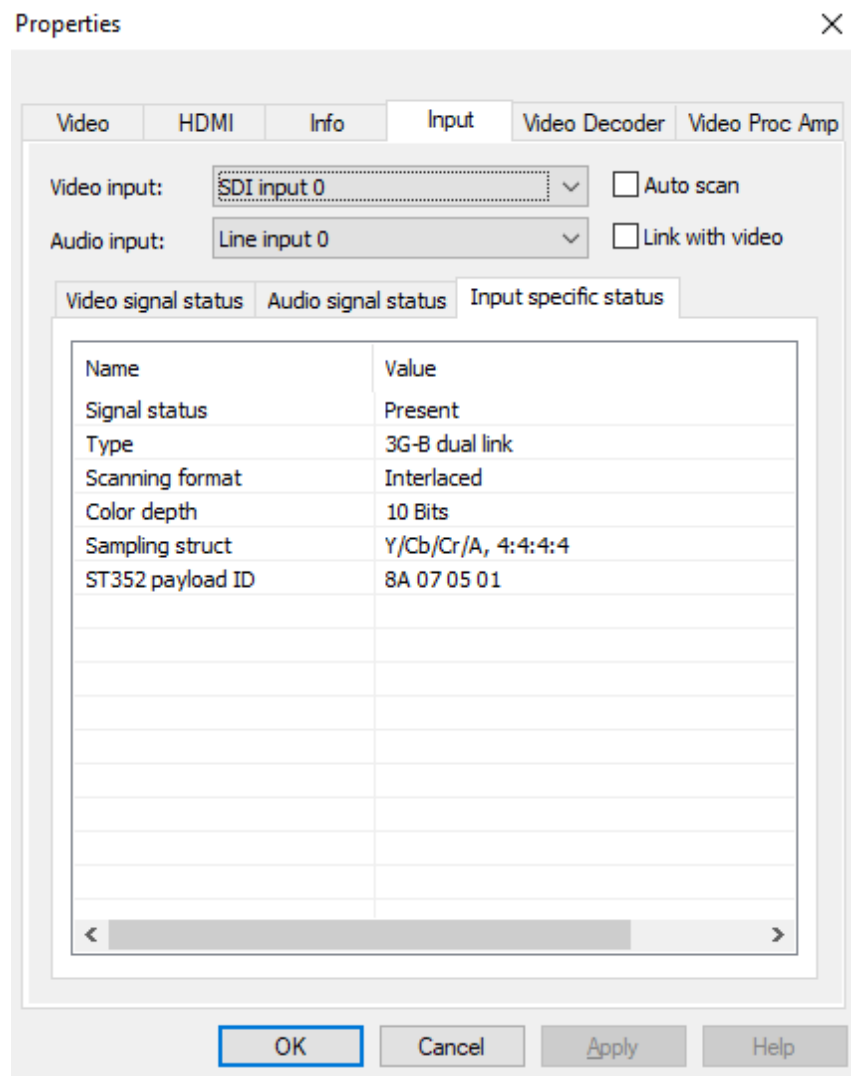 Properties
Video HDMI Info Input Video Decoder Video Proc Amp
Video input: SDI input 0 Auto scan
Audio input: Line input 0 Link with video
Video signal status Audio signal status Input specific status
Name Value
Signal status Present
Type 3G-B dual link
Scanning format Interlaced
Color depth 10 Bits
Sampling struct Y/Cb/Cr/A, 4:4:4:4
ST352 payload ID 8A 07 05 01
OK Cancel Apply Help